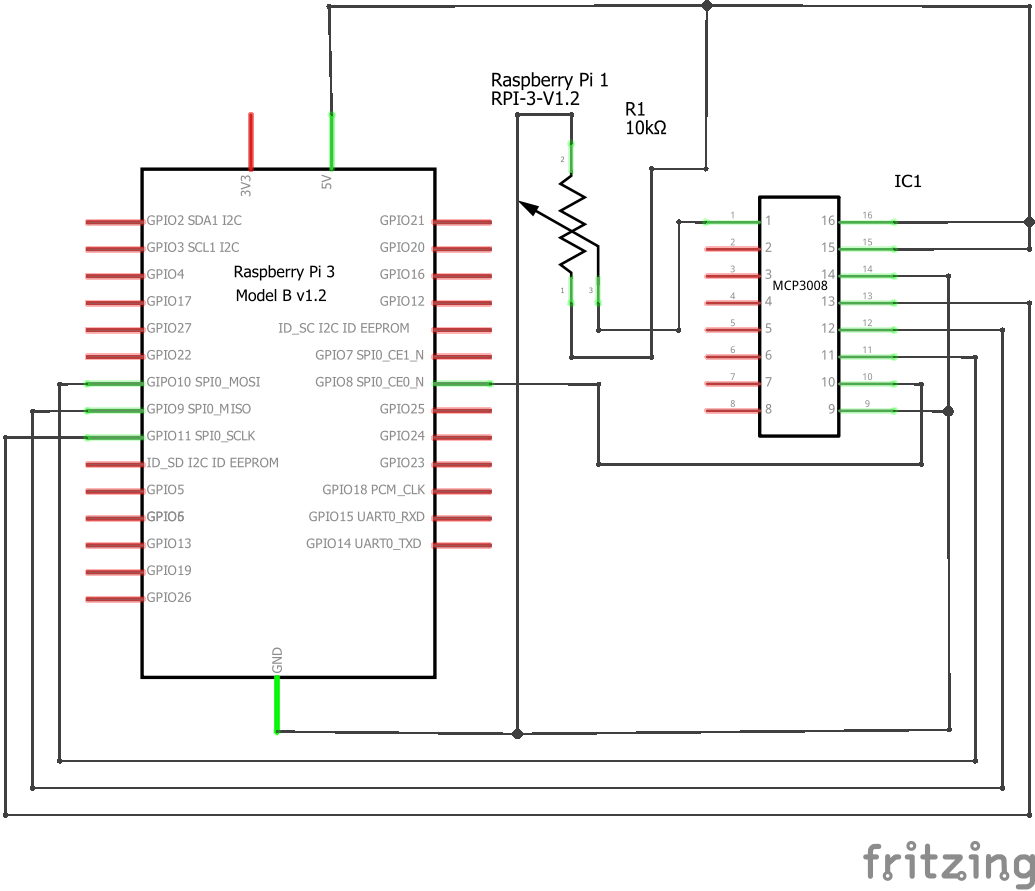 Raspberry Pi 1
RPI-3-V1.2
R1
10kΩ
3V3
5V
IC1
2
1
3
GPIO2 SDA1 I2C
GPIO3 SCL1 I2C
GPIO4
GPIO17
GPIO27
GPIO22
GIPO10 SPI0_MOSI
GPIO9 SPI0_MISO
GPIO11 SPI0_SCLK
ID_SD I2C ID EEPROM
GPIO5
GPIO6
GPIO13
GPIO19
GPIO26
Raspberry Pi 3
Model B v1.2
GPIO21
GPIO20
GPIO16
GPIO12
ID_SC I2C ID EEPROM
GPIO7 SPI0_CE1_N
GPIO8 SPI0_CE0_N
GPIO25
GPIO24
GPIO23
GPIO18 PCM_CLK
GPIO15 UART0_RXD
GPIO14 UART0_TXD
GND
1 1 16 16
2 2 15 15
3 3 14 14
MCP3008
4 4 13 13
5 5 12 12
6 6 11 11
7 7 10 10
8 8 9 9
fritzing